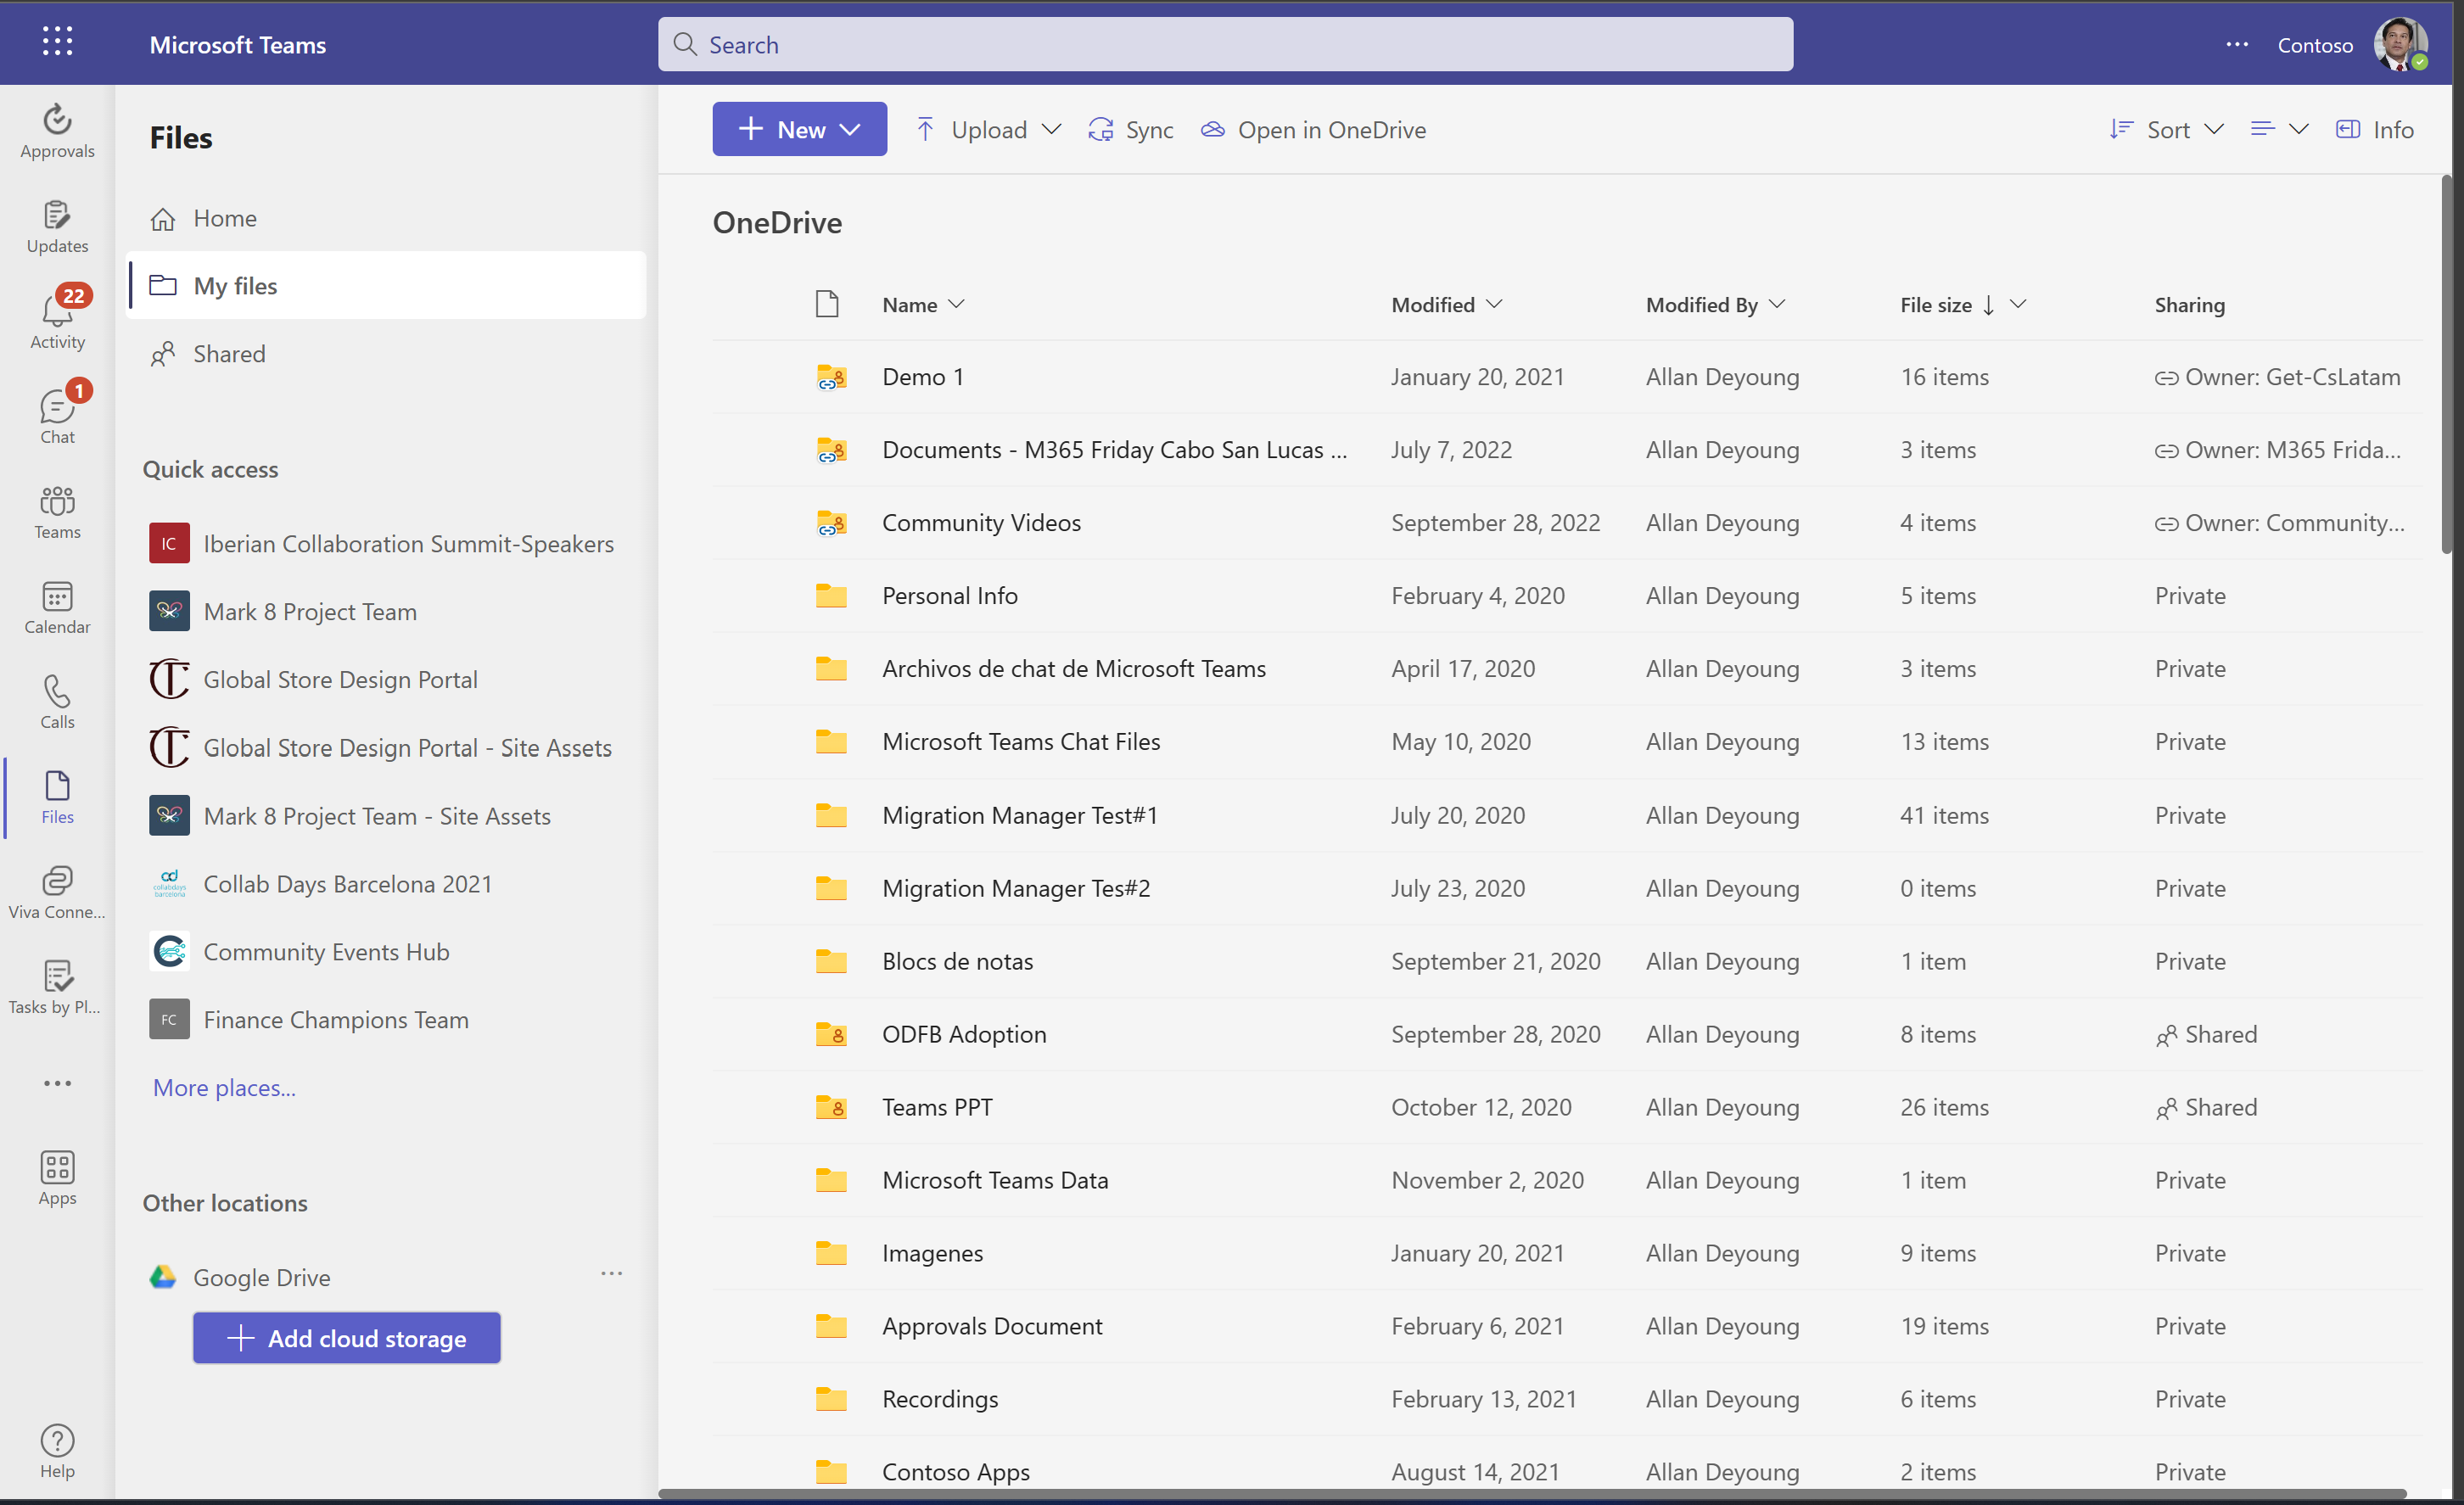 Microsoft Teams
Search
Contoso
Approvals
Updates
22
Activity
1
Chat
Teams
Calendar
Calls
Files
Viva Conne...
Tasks by Pl...
Apps
Help
Files
Home
My files
Shared
Quick access
IC Iberian Collaboration Summit-Speakers
Mark 8 Project Team
Global Store Design Portal
Global Store Design Portal - Site Assets
Mark 8 Project Team - Site Assets
cd collabdays barcelona Collab Days Barcelona 2021
Community Events Hub
FC Finance Champions Team
More places...
Other locations
Google Drive
Add cloud storage
New Upload Sync Open in OneDrive Sort Info
OneDrive
Name Modified Modified By File size Sharing
Demo 1 January 20, 2021 Allan Deyoung 16 items Owner: Get-CsLatam
Documents - M365 Friday Cabo San Lucas ... July 7, 2022 Allan Deyoung 3 items Owner: M365 Frida...
Community Videos September 28, 2022 Allan Deyoung 4 items Owner: Community...
Personal Info February 4, 2020 Allan Deyoung 5 items Private
Archivos de chat de Microsoft Teams April 17, 2020 Allan Deyoung 3 items Private
Microsoft Teams Chat Files May 10, 2020 Allan Deyoung 13 items Private
Migration Manager Test#1 July 20, 2020 Allan Deyoung 41 items Private
Migration Manager Tes#2 July 23, 2020 Allan Deyoung 0 items Private
Blocs de notas September 21, 2020 Allan Deyoung 1 item Private
ODFB Adoption September 28, 2020 Allan Deyoung 8 items Shared
Teams PPT October 12, 2020 Allan Deyoung 26 items Shared
Microsoft Teams Data November 2, 2020 Allan Deyoung 1 item Private
Imagenes January 20, 2021 Allan Deyoung 9 items Private
Approvals Document February 6, 2021 Allan Deyoung 19 items Private
Recordings February 13, 2021 Allan Deyoung 6 items Private
Contoso Apps August 14, 2021 Allan Deyoung 2 items Private